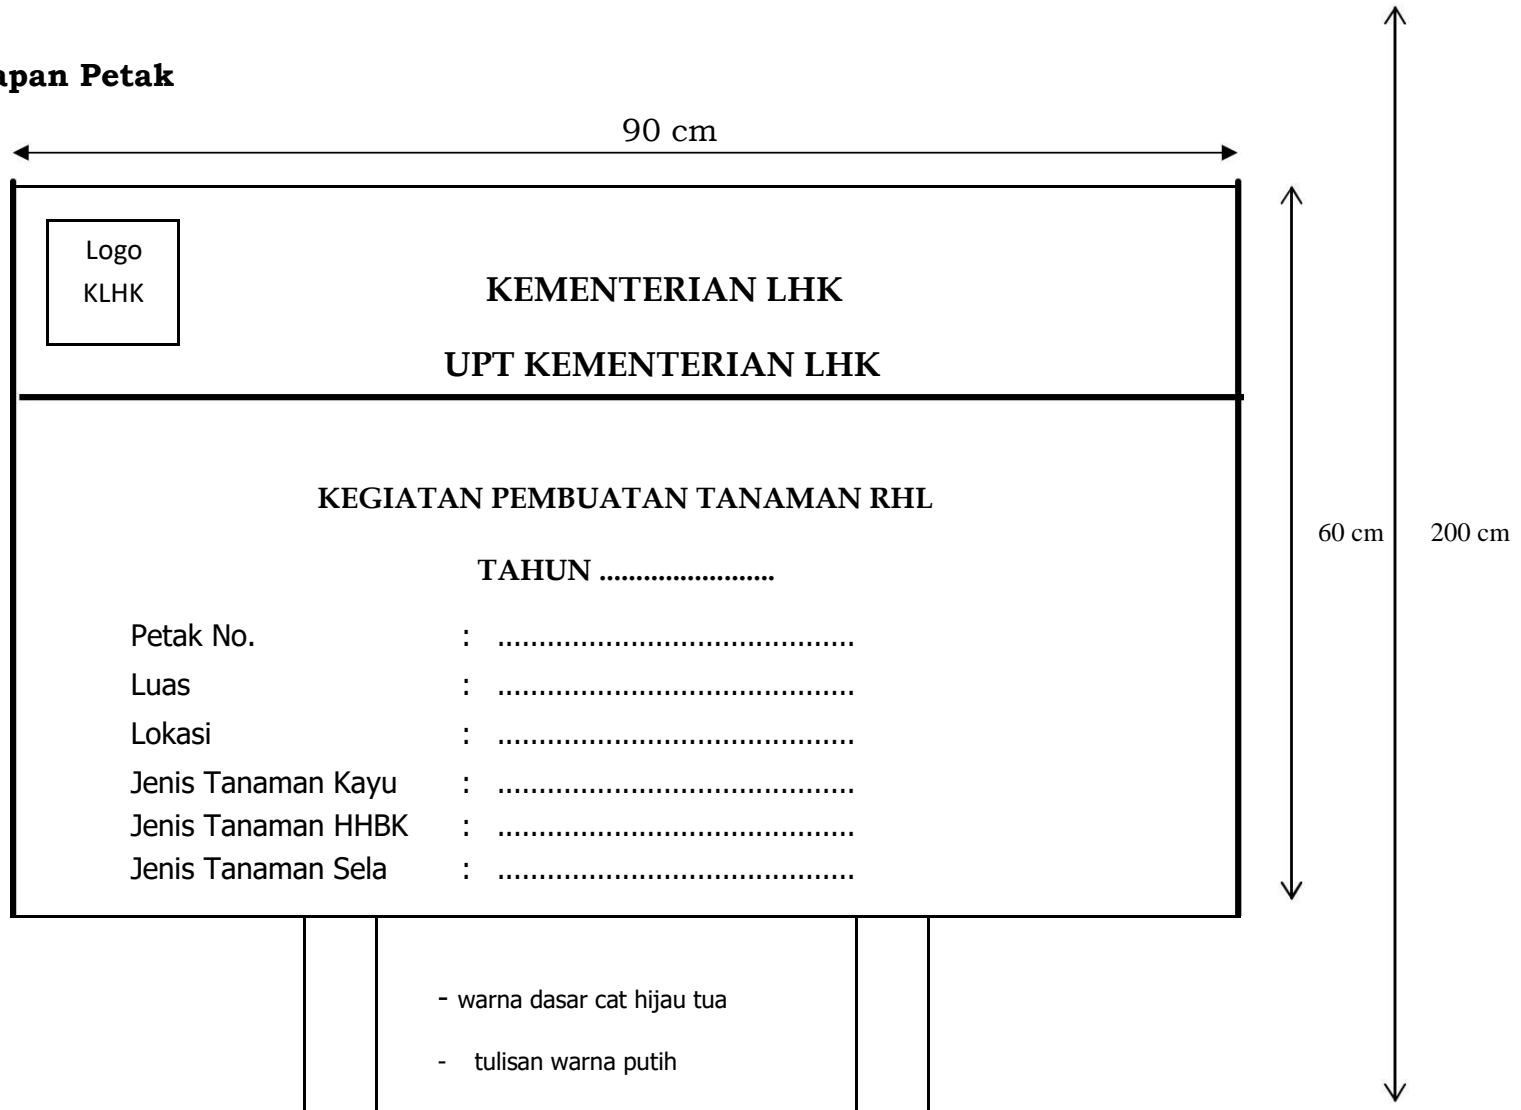 apan Petak
90 cm
Logo
KLHK
KEMENTERIAN LHK
UPT KEMENTERIAN LHK
KEGIATAN PEMBUATAN TANAMAN RHL
60 cm
200 cm
TAHUN ........................
Petak No. : ...........................................
Luas : ...........................................
Lokasi : ...........................................
Jenis Tanaman Kayu : ...........................................
Jenis Tanaman HHBK : ...........................................
Jenis Tanaman Sela : ...........................................
- warna dasar cat hijau tua
- tulisan warna putih